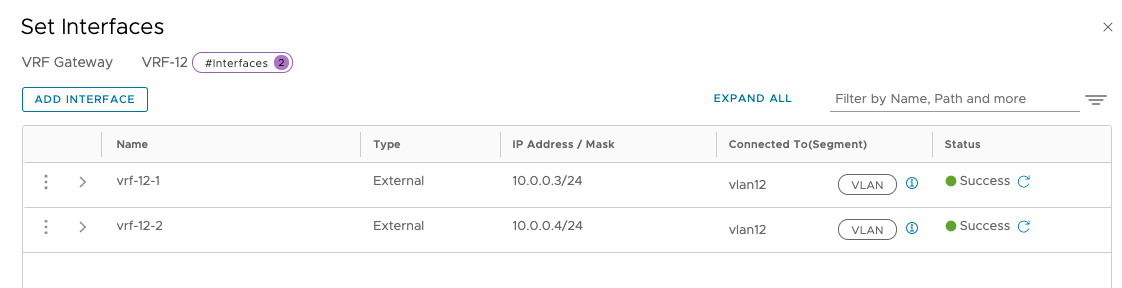 Set Interfaces
VRF Gateway VRF-12 #Interfaces 2
ADD INTERFACE EXPAND ALL Filter by Name, Path and more
Name Type IP Address / Mask Connected To(Segment) Status
vrf-12-1 External 10.0.0.3/24 vlan12 VLAN Success
vrf-12-2 External 10.0.0.4/24 vlan12 VLAN Success